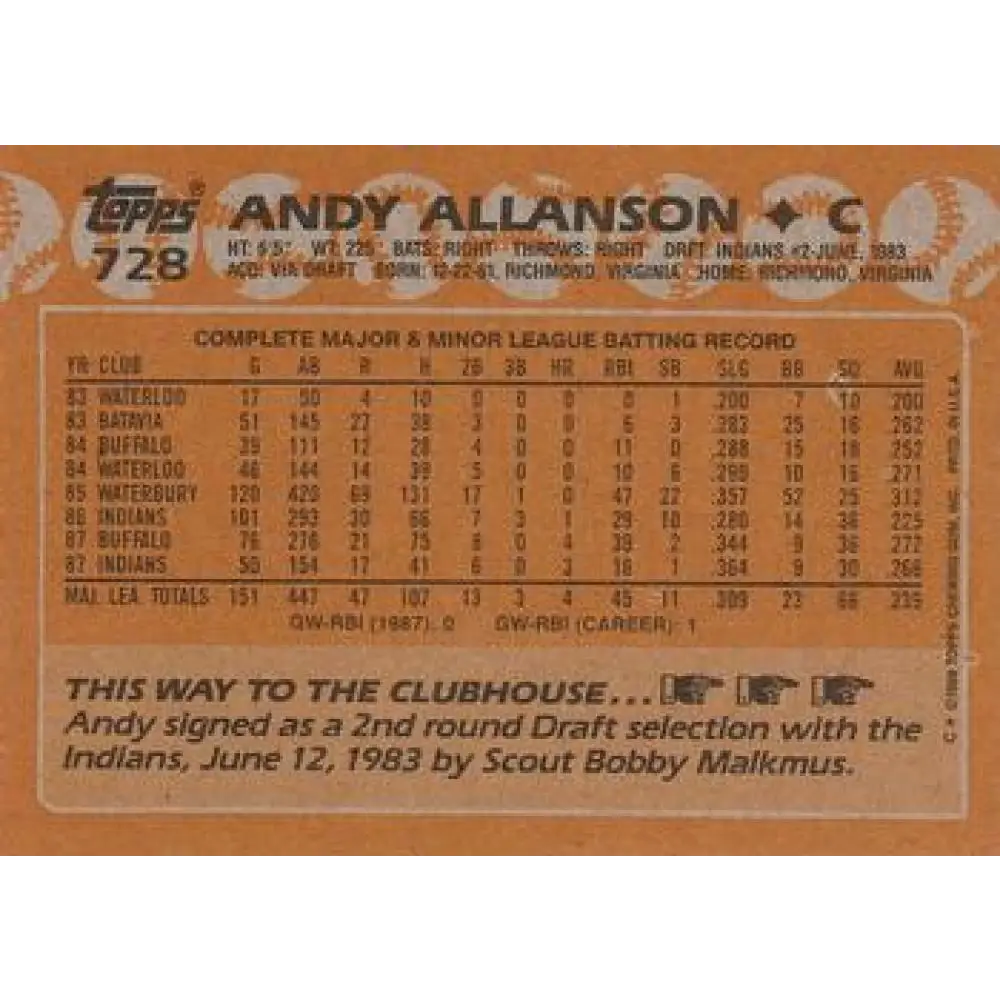 Topps® ANDY ALLANSON ✦ C
728 HT: 6'5" WT: 225 BATS: RIGHT THROWS: RIGHT DRFT: INDIANS #2-JUNE, 1983
ACQ: VIA DRAFT BORN: 12-22-61, RICHMOND, VIRGINIA HOME: RICHMOND, VIRGINIA
COMPLETE MAJOR & MINOR LEAGUE BATTING RECORD
YR CLUB G AB R H 2B 3B HR RBI SB SLG BB SO AVG
83 WATERLOO 17 50 4 10 0 0 0 0 1 .200 7 10 .200
83 BATAVIA 51 145 27 38 3 0 0 6 3 .283 25 16 .262
84 BUFFALO 39 111 12 28 4 0 0 11 0 .288 15 18 .252
84 WATERLOO 46 144 14 39 5 0 0 10 6 10 15 .271
85 WATERBURY 120 420 69 131 17 1 0 47 22 .357 52 25 .312
86 INDIANS 101 293 30 66 7 3 1 29 10 .280 14 36 .225
87 BUFFALO 76 276 21 75 8 0 4 39 2 .344 9 36 .272
87 INDIANS 50 154 17 41 6 0 3 16 1 .364 9 30 .266
MAJ. LEA. TOTALS 151 447 47 107 13 3 4 45 11 .309 23 66 .239
GW-RBI (1987): 0 GW-RBI (CAREER): 1
THIS WAY TO THE CLUBHOUSE...
Andy signed as a 2nd round Draft selection with the
Indians, June 12, 1983 by Scout Bobby Malkmus.
C * ©1988 TOPPS CHEWING GUM, INC. PRTD. IN U.S.A.